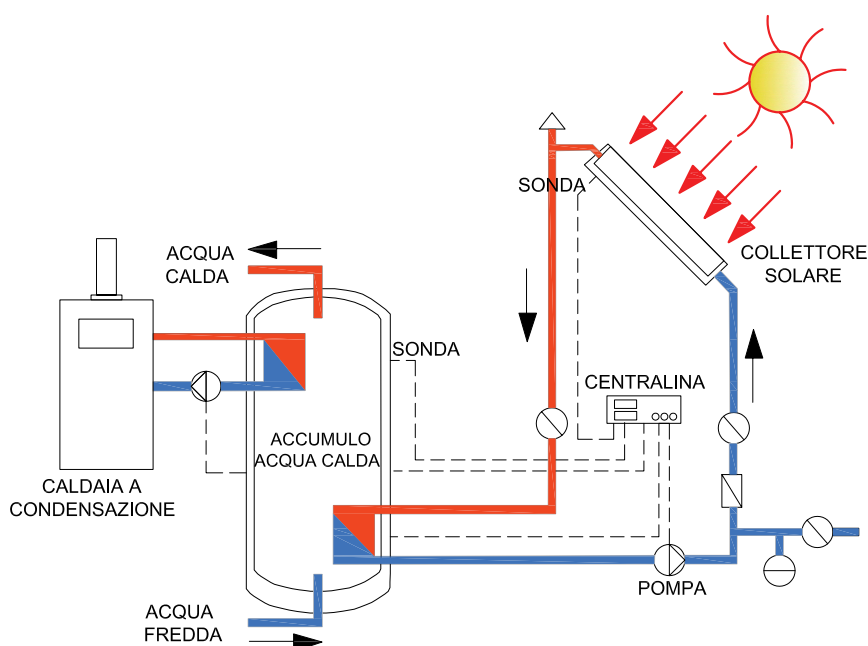 SONDA
COLLETTORE
SOLARE
ACQUA
CALDA
SONDA
CENTRALINA
ACCUMULO
ACQUA CALDA
CALDAIA A
CONDENSAZIONE
POMPA
ACQUA
FREDDA